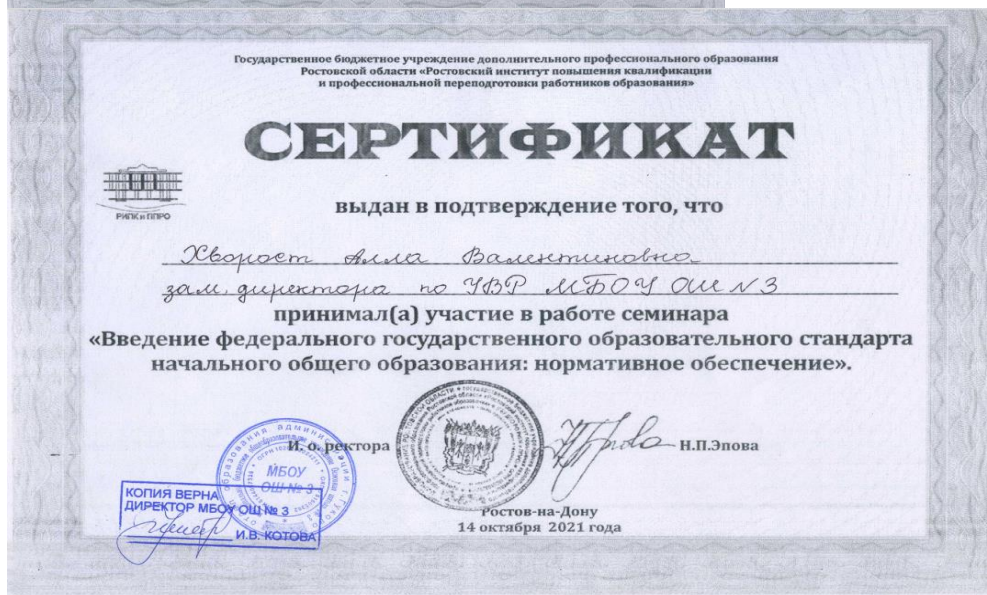 Государственное бюджетное учреждение дополнительного профессионального образования
Ростовской области «Ростовский институт повышения квалификации
и профессиональной переподготовки работников образования»
СЕРТИФИКАТ
РИПК и ППРО
выдан в подтверждение того, что
Хворост Алла Валентиновна
зам. директора по УВР МБОУ ОШ №3
принимал(а) участие в работе семинара
«Введение федерального государственного образовательного стандарта
начального общего образования: нормативное обеспечение».
И. о. ректора
Н.П.Эпова
МБОУ
ОШ № 3
КОПИЯ ВЕРНА
ДИРЕКТОР МБОУ ОШ № 3
И.В. КОТОВА
Ростов-на-Дону
14 октября 2021 года